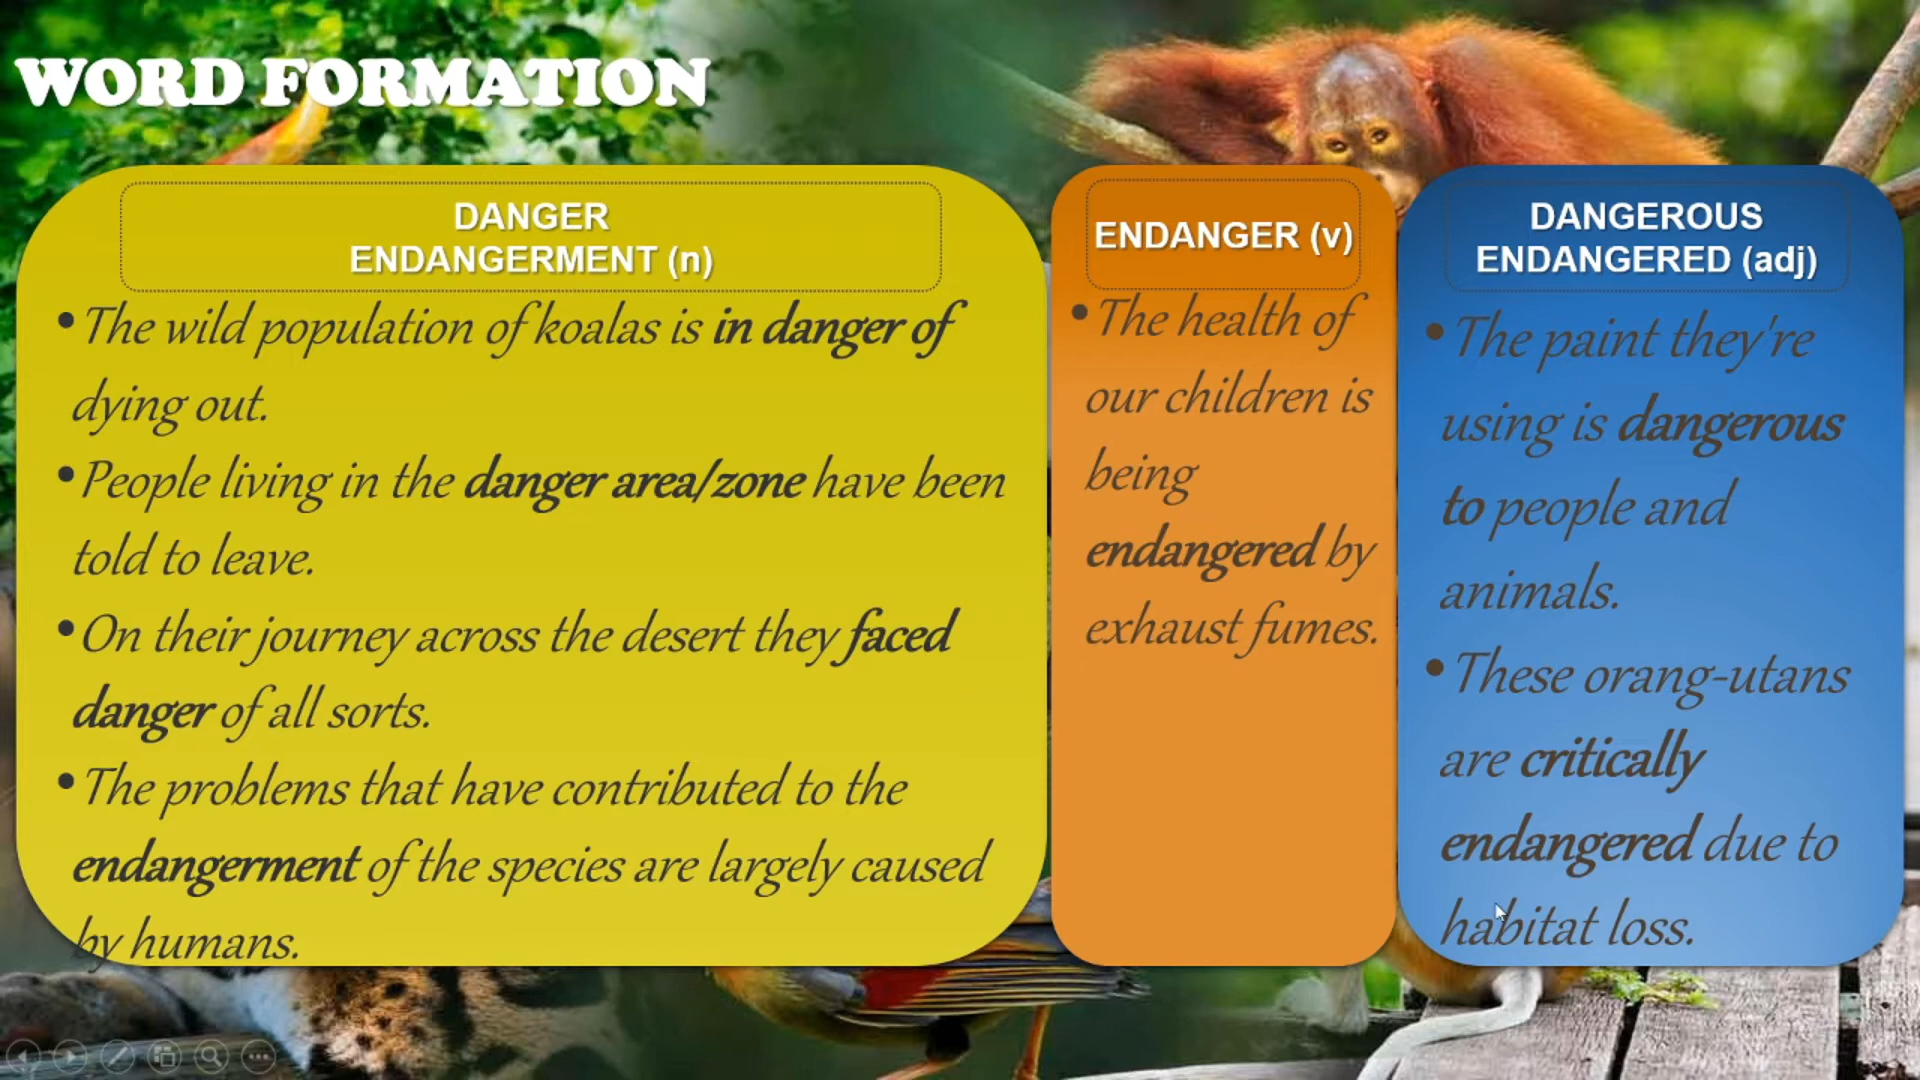 WORD FORMATION
DANGER
ENDANGERMENT (n)
•The wild population of koalas is in danger of
dying out.
•People living in the danger area/zone have been
told to leave.
•On their journey across the desert they faced
danger of all sorts.
•The problems that have contributed to the
endangerment of the species are largely caused
by humans.
ENDANGER (v)
•The health of
our children is
being
endangered by
exhaust fumes.
DANGEROUS
ENDANGERED (adj)
•The paint they're
using is dangerous
to people and
animals.
•These orang-utans
are critically
endangered due to
habitat loss.